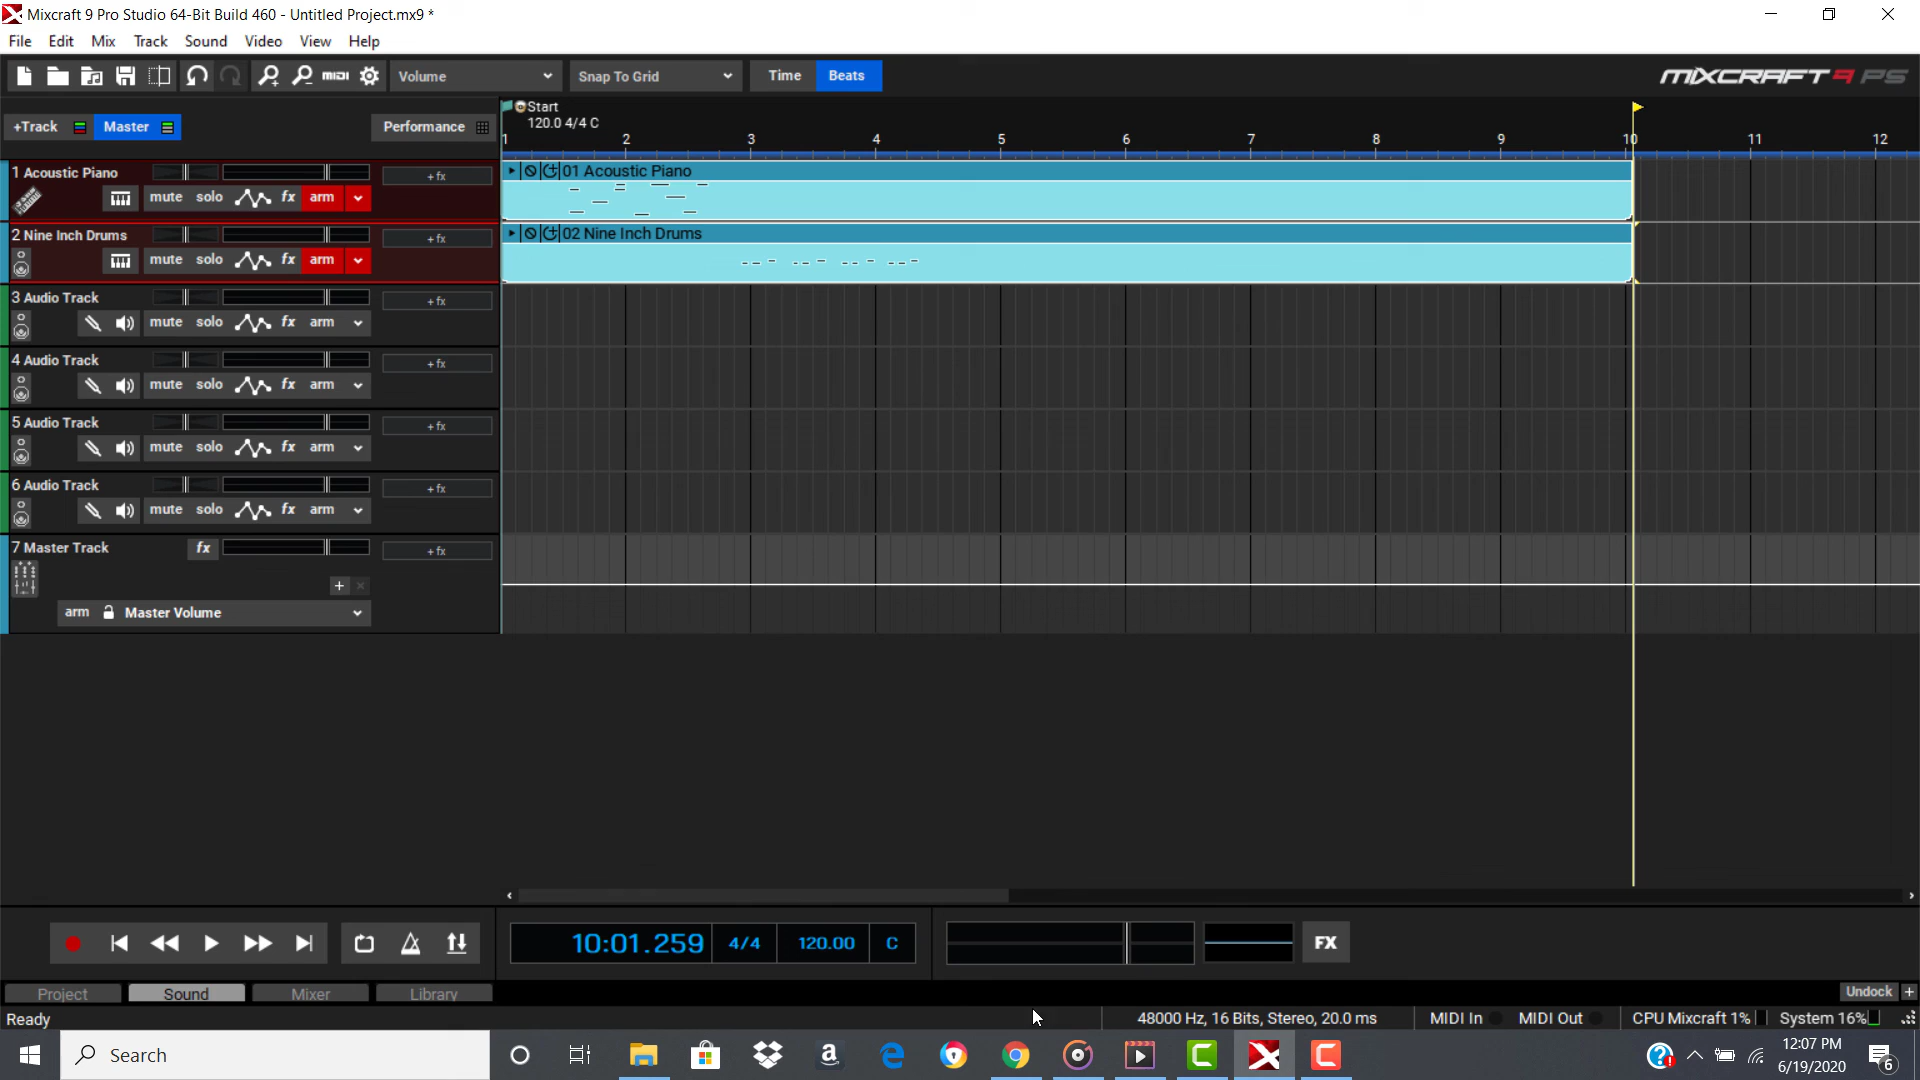 Mixcraft 9 Pro Studio 64-Bit Build 460 - Untitled Project.mx9 *
File Edit Mix Track Sound Video View Help
MIDI Volume Snap To Grid Time Beats MIXCRAFT 9 PS
+Track Master Performance
Start
120.0 4/4 C
1 2 3 4 5 6 7 8 9 10 11 12
1 Acoustic Piano +fx
mute solo fx arm
01 Acoustic Piano
2 Nine Inch Drums +fx
mute solo fx arm
02 Nine Inch Drums
3 Audio Track +fx
mute solo fx arm
4 Audio Track +fx
mute solo fx arm
5 Audio Track +fx
mute solo fx arm
6 Audio Track +fx
mute solo fx arm
7 Master Track fx +fx
arm Master Volume
10:01.259 4/4 120.00 C FX
Project Sound Mixer Library Undock +
Ready 48000 Hz, 16 Bits, Stereo, 20.0 ms MIDI In MIDI Out CPU Mixcraft 1% System 16%
Search
12:07 PM
6/19/2020
6